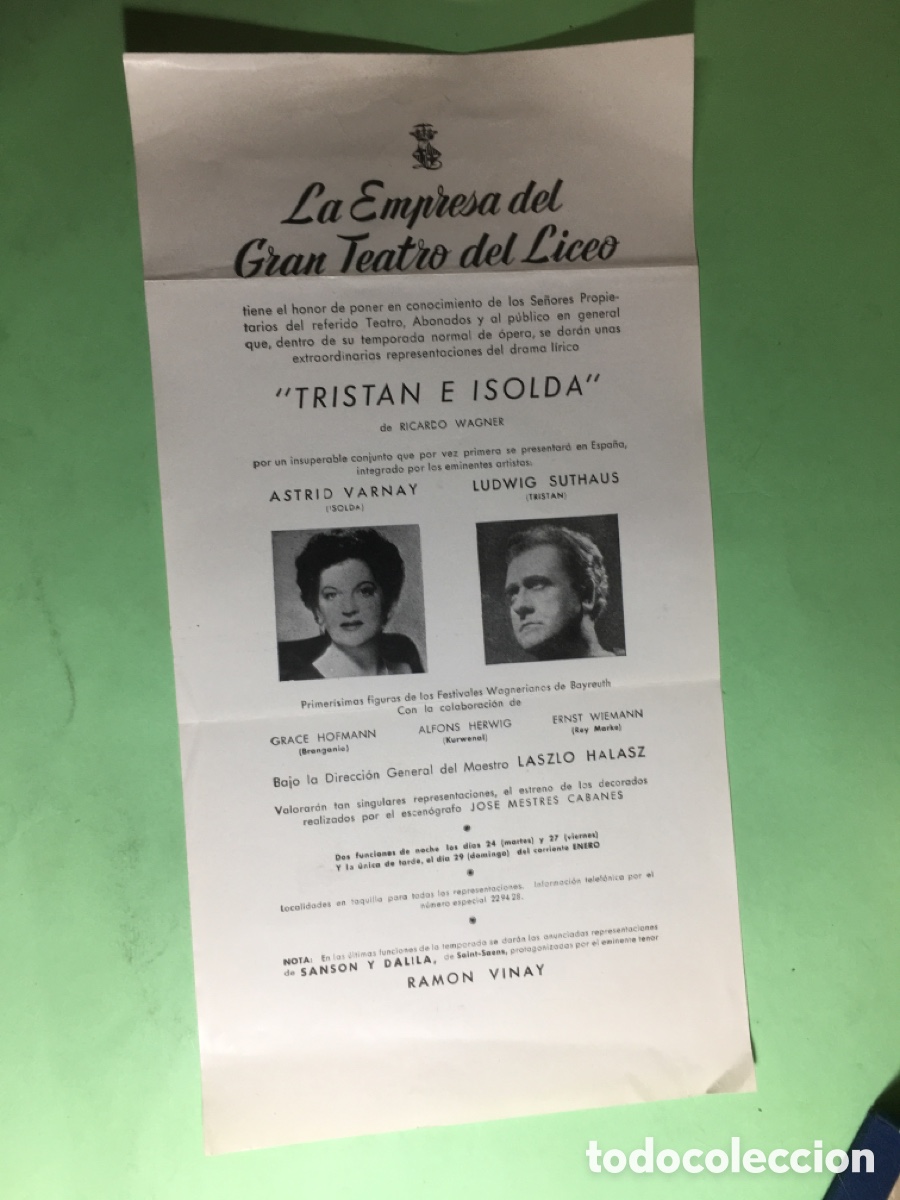 La Empresa del
Gran Teatro del Liceo
tiene el honor de poner en conocimiento de los Señores Propie-
tarios del referido Teatro, Abonados y al público en general
que, dentro de su temporada normal de ópera, se darán unas
extraordinarias representaciones del drama lírico
"TRISTAN E ISOLDA"
de RICARDO WAGNER
por un insuperable conjunto que por vez primera se presentará en España,
integrado por los eminentes artistas:
ASTRID VARNAY
(ISOLDA)
LUDWIG SUTHAUS
(TRISTAN)
Primerísimas figuras de los Festivales Wagnerianos de Bayreuth
Con la colaboración de
GRACE HOFMANN
(Brangania)
ALFONS HERWIG
(Kurwenal)
ERNST WIEMANN
(Rey Marke)
Bajo la Dirección General del Maestro LASZLO HALASZ
Valorarán tan singulares representaciones, el estreno de los decorados
realizados por el escenógrafo JOSE MESTRES CABANES
Dos funciones de noche los días 24 (martes) y 27 (viernes)
Y la única de tarde, el día 29 (domingo) del corriente ENERO
Localidades en taquilla para todas las representaciones. Información telefónica por el
número especial 22 94 28.
NOTA: En las últimas funciones de la temporada se darán las anunciadas representaciones
de SANSON Y DALILA, de Saint-Saens, protagonizadas por el eminente tenor
RAMON VINAY
todocoleccion